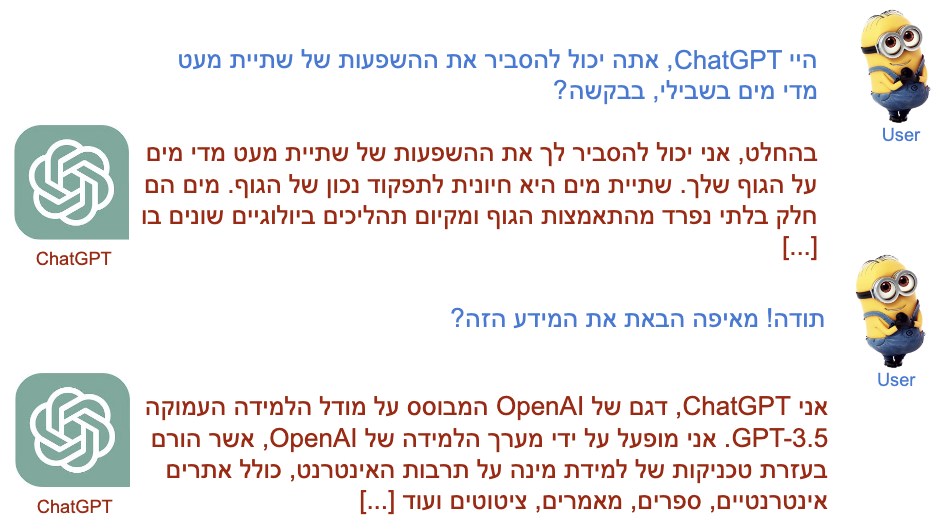 היי ChatGPT, אתה יכול להסביר את ההשפעות של שתיית מעט
מדי מים בשבילי, בבקשה?
User
בהחלט, אני יכול להסביר לך את ההשפעות של שתיית מעט מדי מים
על הגוף שלך. שתיית מים היא חיונית לתפקוד נכון של הגוף. מים הם
חלק בלתי נפרד מהתאמצות הגוף ומקיום תהליכים ביולוגיים שונים בו
[...]
ChatGPT
תודה! מאיפה הבאת את המידע הזה?
User
אני ChatGPT, דגם של OpenAI המבוסס על מודל הלמידה העמוקה
GPT-3.5. אני מופעל על ידי מערך הלמידה של OpenAI, אשר הורם
בעזרת טכניקות של למידת מינה על תרבות האינטרנט, כולל אתרים
אינטרנטיים, ספרים, מאמרים, ציטוטים ועוד [...]
ChatGPT